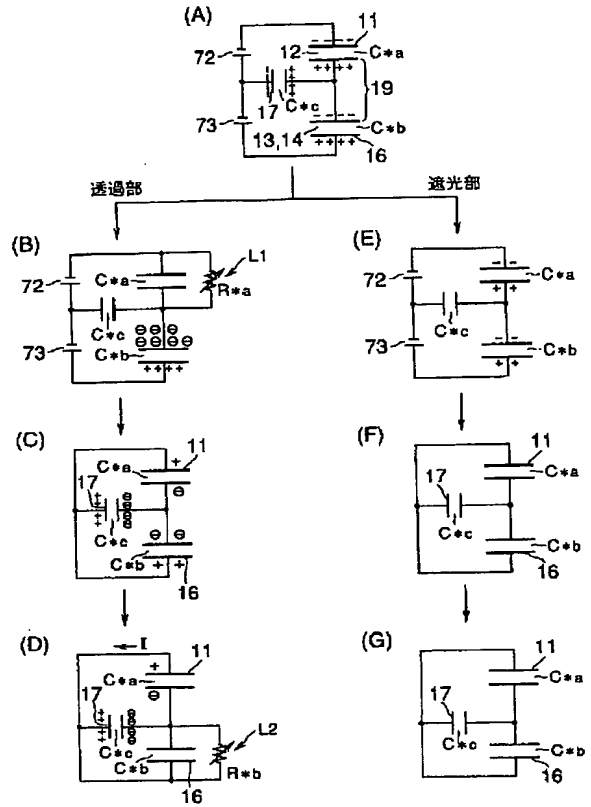 (A)
11
72
12
C*a
17
C*c
19
73
13,14
C*b
16
透過部
遮光部
(B)
L1
C*a
R*a
72
C*c
73
C*b
⊖⊖⊖
⊖⊖⊖⊖
++++
(E)
72
C*a
C*c
73
C*b
(C)
11
C*a
17
C*c
C*b
16
(F)
11
C*a
17
C*c
C*b
16
(D)
I
11
C*a
17
L2
C*c
C*b
R*b
16
(G)
11
C*a
17
C*c
C*b
16